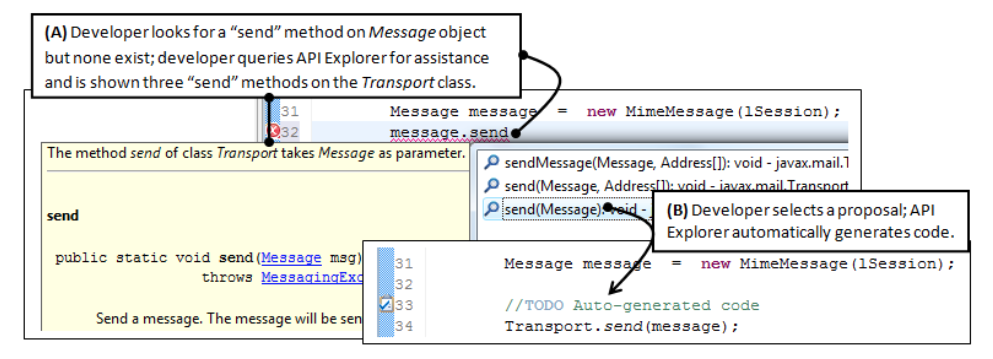 (A) Developer looks for a “send” method on Message object
but none exist; developer queries API Explorer for assistance
and is shown three “send” methods on the Transport class.
31 Message message = new MimeMessage(lSession);
32 message.send
The method send of class Transport takes Message as parameter.
send
public static void send(Message msg)
throws MessagingExc
Send a message. The message will be sen
sendMessage(Message, Address[]): void - javax.mail.T
send(Message, Address[]): void - javax.mail.Transport
send(Message): void -
(B) Developer selects a proposal; API
Explorer automatically generates code.
31 Message message = new MimeMessage(lSession);
32
33 //TODO Auto-generated code
34 Transport.send(message);